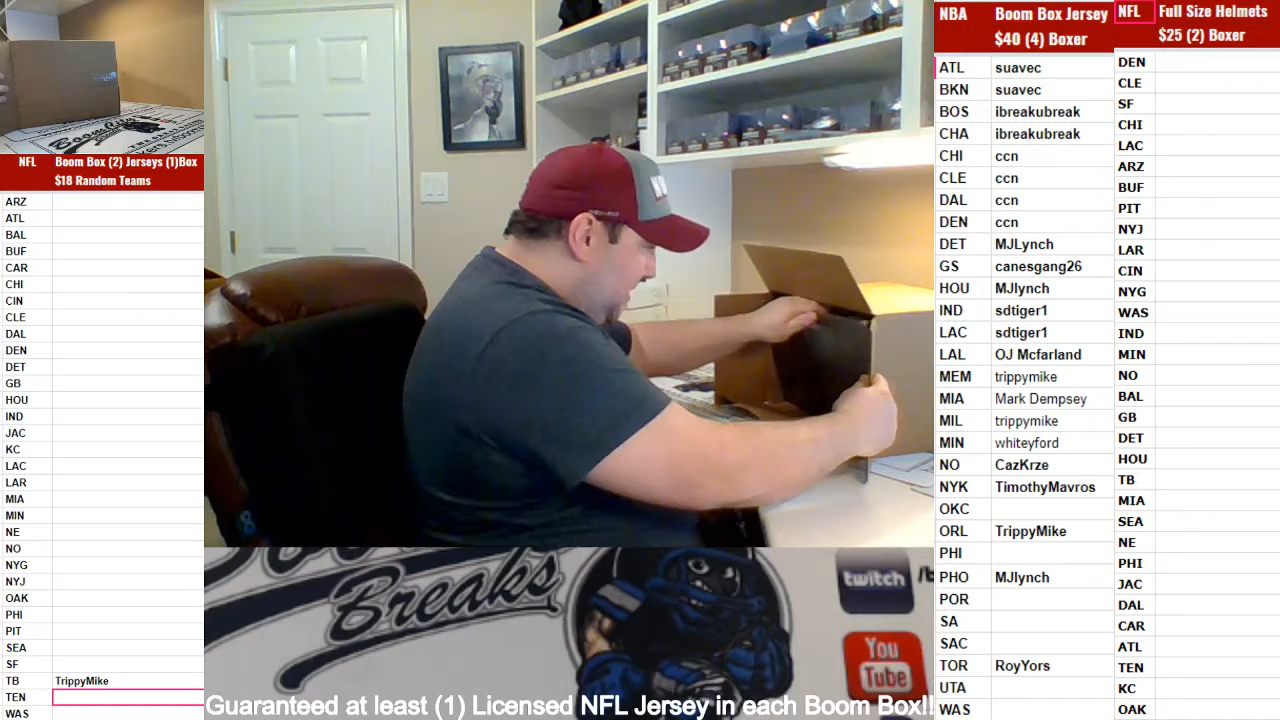 NFL Boom Box (2) Jerseys (1)Box
$18 Random Teams
ARZ
ATL
BAL
BUF
CAR
CHI
CIN
CLE
DAL
DEN
DET
GB
HOU
IND
JAC
KC
LAC
LAR
MIA
MIN
NE
NO
NYG
NYJ
OAK
PHI
PIT
SEA
SF
TB TrippyMike
TEN
WAS
Breaks
twitch
You
Tube
Guaranteed at least (1) Licensed NFL Jersey in each Boom Box!!
NBA Boom Box Jersey
$40 (4) Boxer
ATL suavec
BKN suavec
BOS ibreakubreak
CHA ibreakubreak
CHI ccn
CLE ccn
DAL ccn
DEN ccn
DET MJLynch
GS canesgang26
HOU MJlynch
IND sdtiger1
LAC sdtiger1
LAL OJ Mcfarland
MEM trippymike
MIA Mark Dempsey
MIL trippymike
MIN whiteyford
NO CazKrze
NYK TimothyMavros
OKC
ORL TrippyMike
PHI
PHO MJlynch
POR
SA
SAC
TOR RoyYors
UTA
WAS
NFL Full Size Helmets
$25 (2) Boxer
DEN
CLE
SF
CHI
LAC
ARZ
BUF
PIT
NYJ
LAR
CIN
NYG
WAS
IND
MIN
NO
BAL
GB
DET
HOU
TB
MIA
SEA
NE
PHI
JAC
DAL
CAR
ATL
TEN
KC
OAK